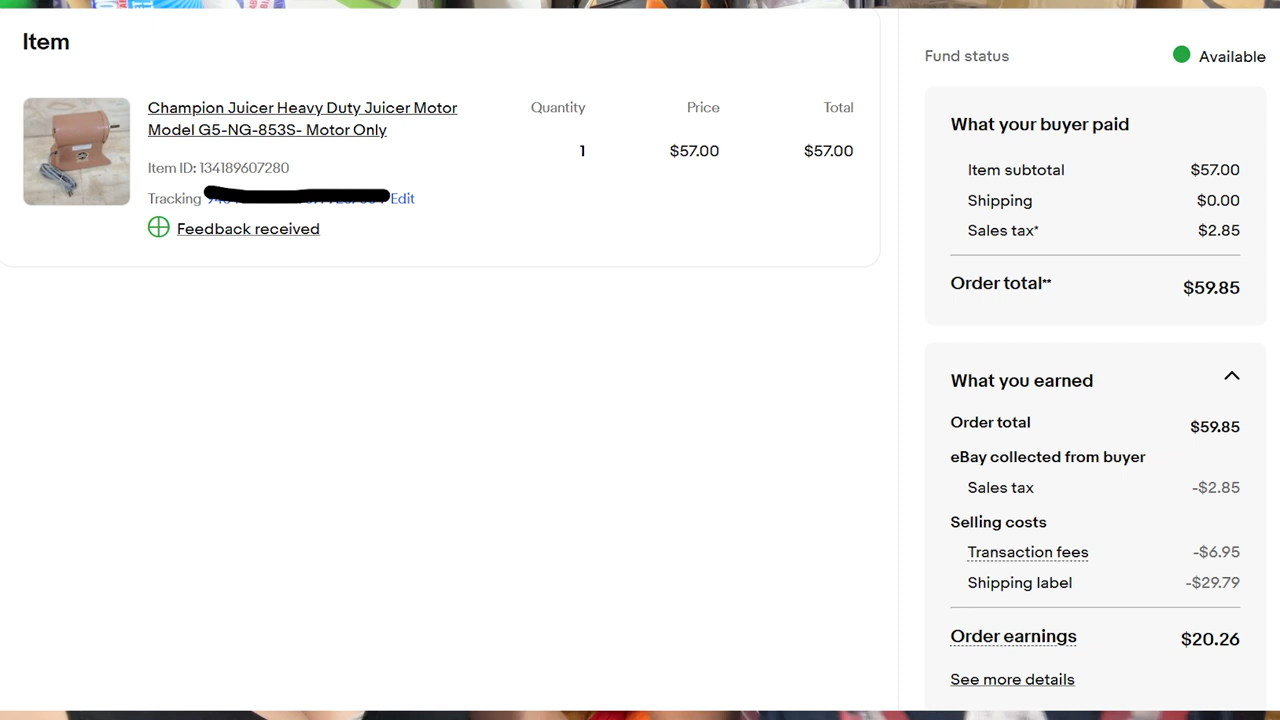 Item
Champion Juicer Heavy Duty Juicer Motor
Model G5-NG-853S- Motor Only
Quantity
Price
Total
1
$57.00
$57.00
Item ID: 134189607280
Tracking
Edit
Feedback received
Fund status
Available
What your buyer paid
Item subtotal $57.00
Shipping $0.00
Sales tax* $2.85
Order total** $59.85
What you earned
Order total $59.85
eBay collected from buyer
Sales tax -$2.85
Selling costs
Transaction fees -$6.95
Shipping label -$29.79
Order earnings $20.26
See more details